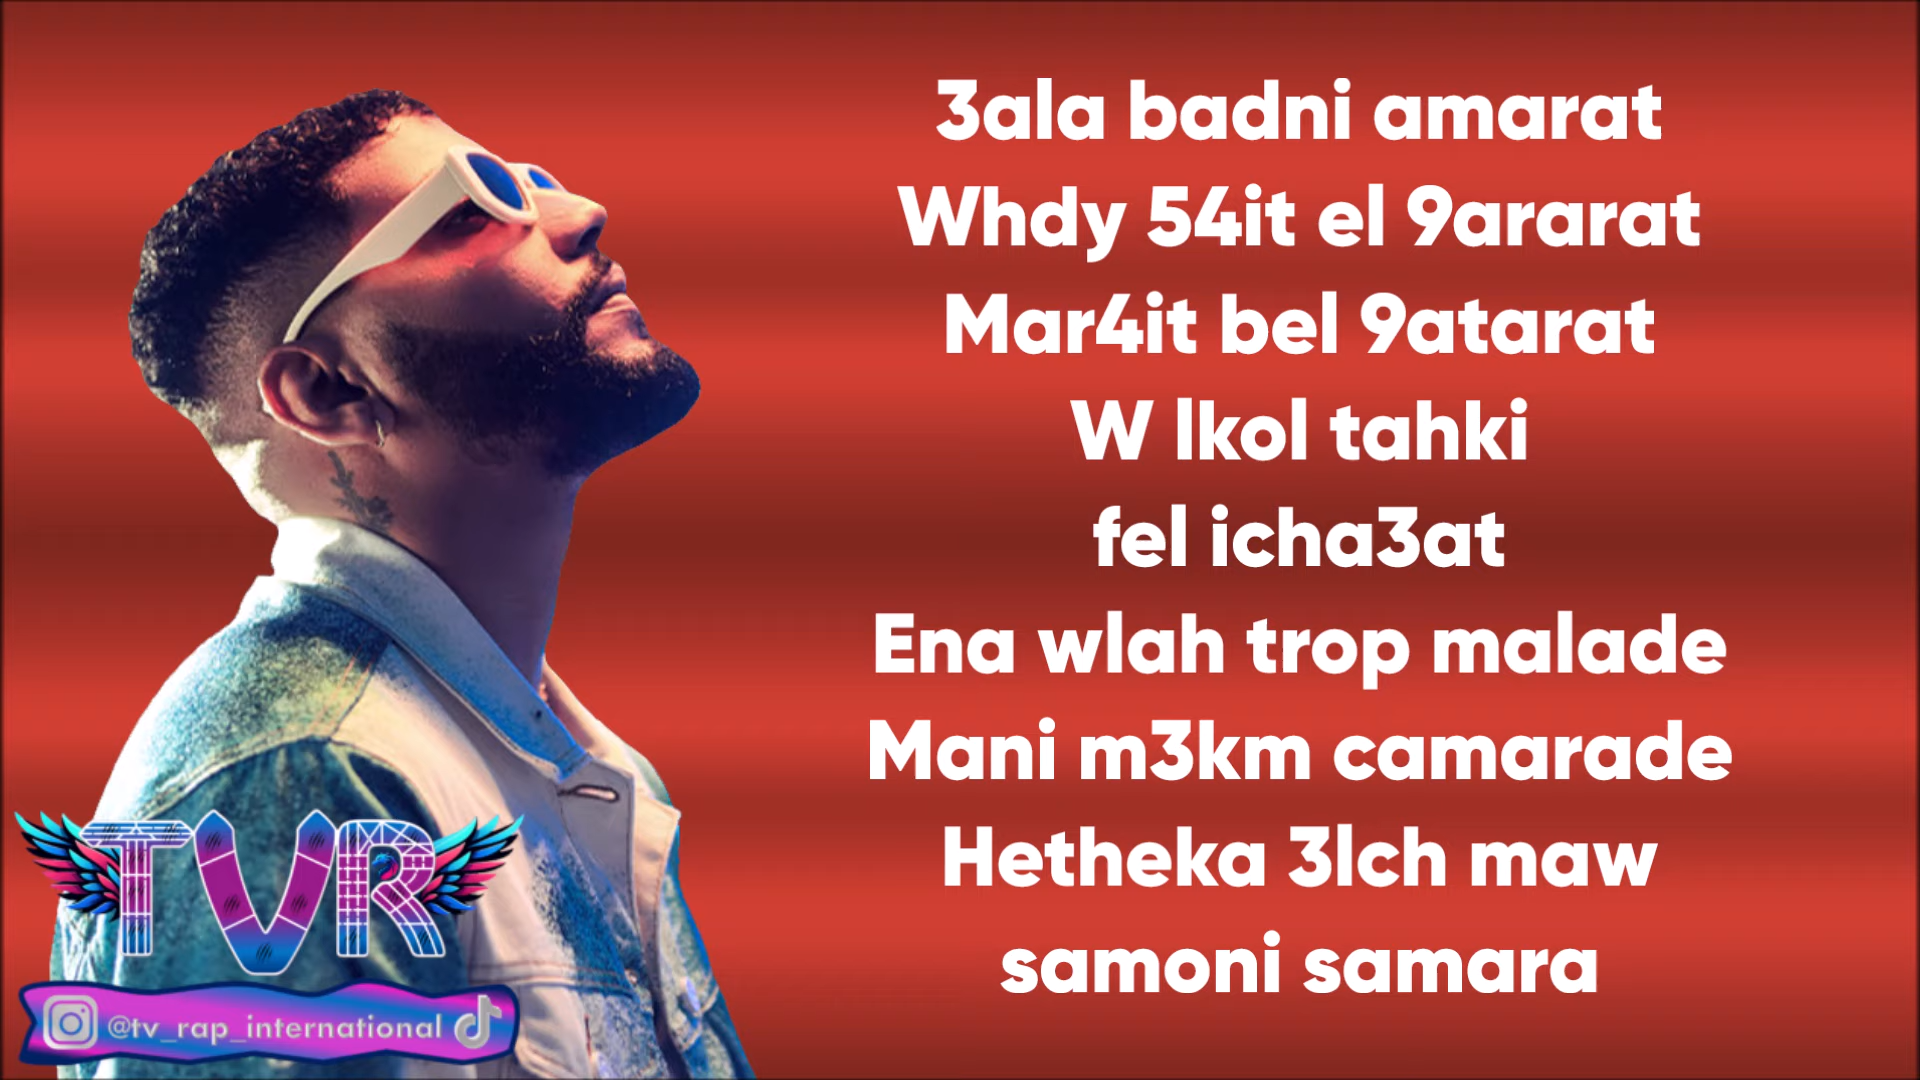 3ala badni amarat
Whdy 54it el 9ararat
Mar4it bel 9atarat
W lkol tahki
fel icha3at
Ena wlah trop malade
Mani m3km camarade
Hetheka 3lch maw
samoni samara
TVR
@tv_rap_international